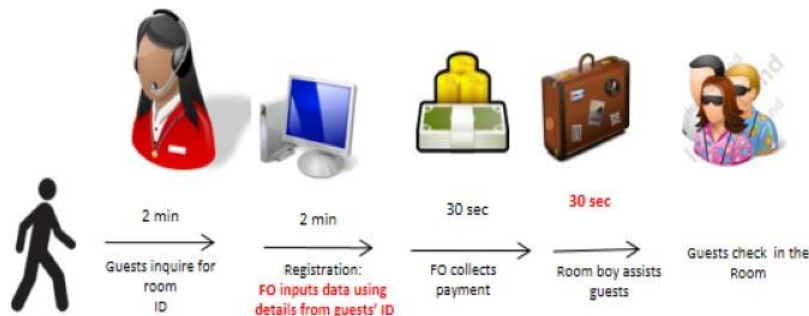 2 min
Guests inquire for
room
ID
2 min
Registration:
FO inputs data using
details from guests' ID
30 sec
FO collects
payment
30 sec
Room boy assists
guests
Guests check in the
Room